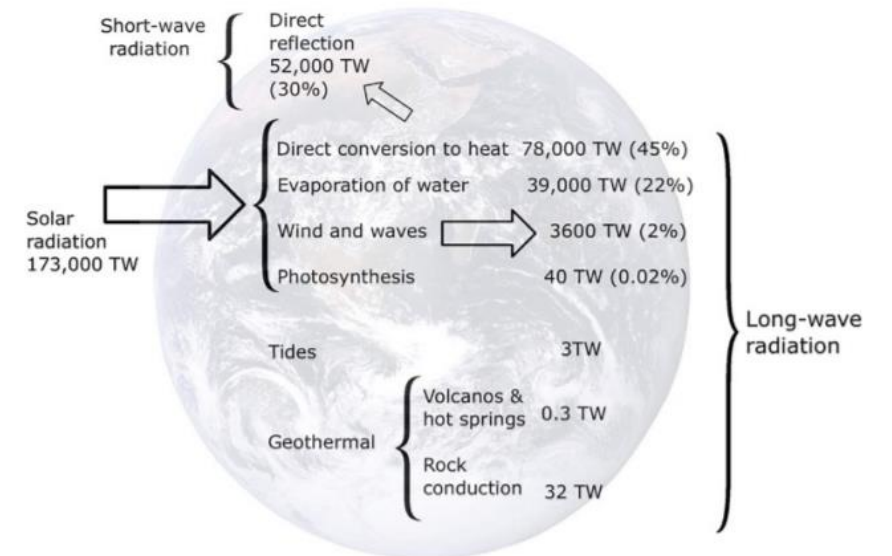 Short-wave
radiation
Direct
reflection
52,000 TW
(30%)
Solar
radiation
173,000 TW
Direct conversion to heat 78,000 TW (45%)
Evaporation of water 39,000 TW (22%)
Wind and waves 3600 TW (2%)
Photosynthesis 40 TW (0.02%)
Tides 3TW
Geothermal
Volcanos &
hot springs 0.3 TW
Rock
conduction 32 TW
Long-wave
radiation